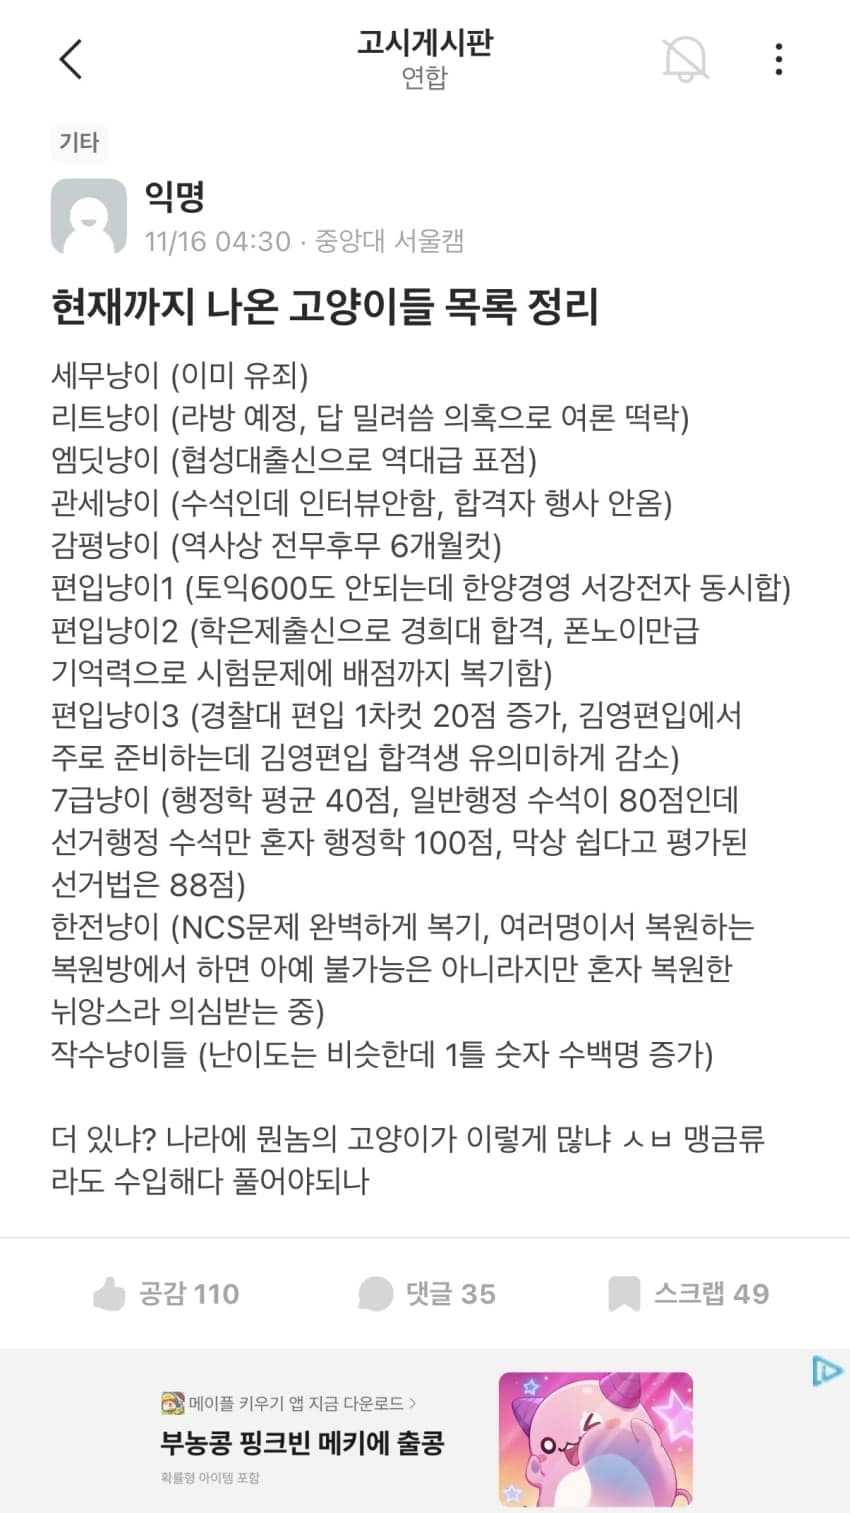 고시게시판
연합
기타
익명
11/16 04:30 · 중앙대 서울캠
현재까지 나온 고양이들 목록 정리
세무냥이 (이미 유죄)
리트냥이 (라방 예정, 답 밀려씀 의혹으로 여론 떡락)
엠딧냥이 (협성대출신으로 역대급 표점)
관세냥이 (수석인데 인터뷰안함, 합격자 행사 안옴)
감평냥이 (역사상 전무후무 6개월컷)
편입냥이1 (토익600도 안되는데 한양경영 서강전자 동시합)
편입냥이2 (학은제출신으로 경희대 합격, 폰노이만급
기억력으로 시험문제에 배점까지 복기함)
편입냥이3 (경찰대 편입 1차컷 20점 증가, 김영편입에서
주로 준비하는데 김영편입 합격생 유의미하게 감소)
7급냥이 (행정학 평균 40점, 일반행정 수석이 80점인데
선거행정 수석만 혼자 행정학 100점, 막상 쉽다고 평가된
선거법은 88점)
한전냥이 (NCS문제 완벽하게 복기, 여러명이서 복원하는
복원방에서 하면 아예 불가능은 아니라지만 혼자 복원한
뉘앙스라 의심받는 중)
작수냥이들 (난이도는 비슷한데 1틀 숫자 수백명 증가)
더 있냐? 나라에 뭔놈의 고양이가 이렇게 많냐 ㅅㅂ 맹금류
라도 수입해다 풀어야되나
공감 110
댓글 35
스크랩 49
메이플 키우기 앱 지금 다운로드 >
부농콩 핑크빈 메키에 출콩
확률형 아이템 포함